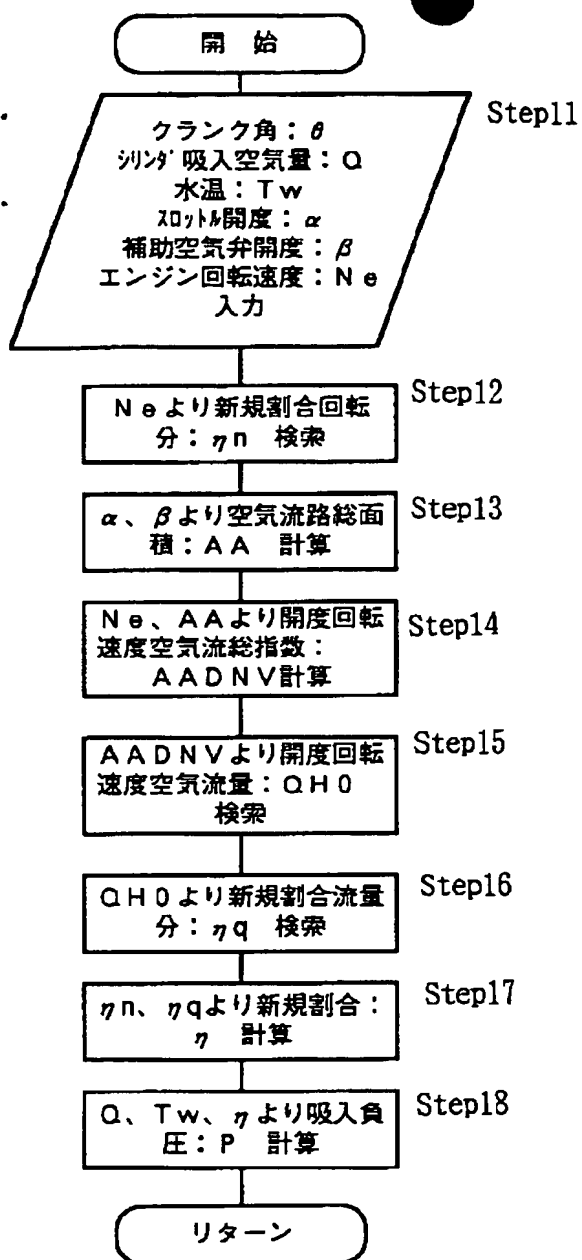 開 始
Step11
クランク角：θ
ｼﾘﾝﾀﾞ吸入空気量：Q
水温：Tw
ｽﾛｯﾄﾙ開度：α
補助空気弁開度：β
エンジン回転速度：Ne
入力
Step12
Neより新規割合回転
分：ηn 検索
Step13
α、βより空気流路総面
積：AA 計算
Step14
Ne、AAより開度回転
速度空気流総指数：
AADNV計算
Step15
AADNVより開度回転
速度空気流量：QH0
検索
Step16
QH0より新規割合流量
分：ηq 検索
Step17
ηn、ηqより新規割合：
η 計算
Step18
Q、Tw、ηより吸入負
圧：P 計算
リターン